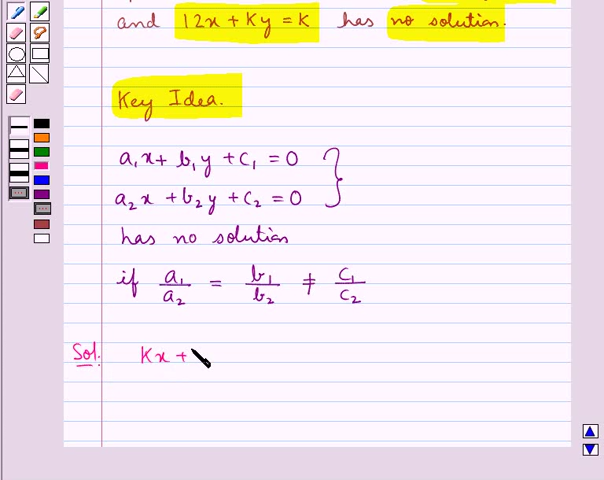 and 12x + Ky = K has no solution.
Key Idea.
a₁x + b₁y + c₁ = 0
a₂x + b₂y + c₂ = 0
has no solution
if a₁/a₂ = b₁/b₂ ≠ c₁/c₂
Sol. Kx +